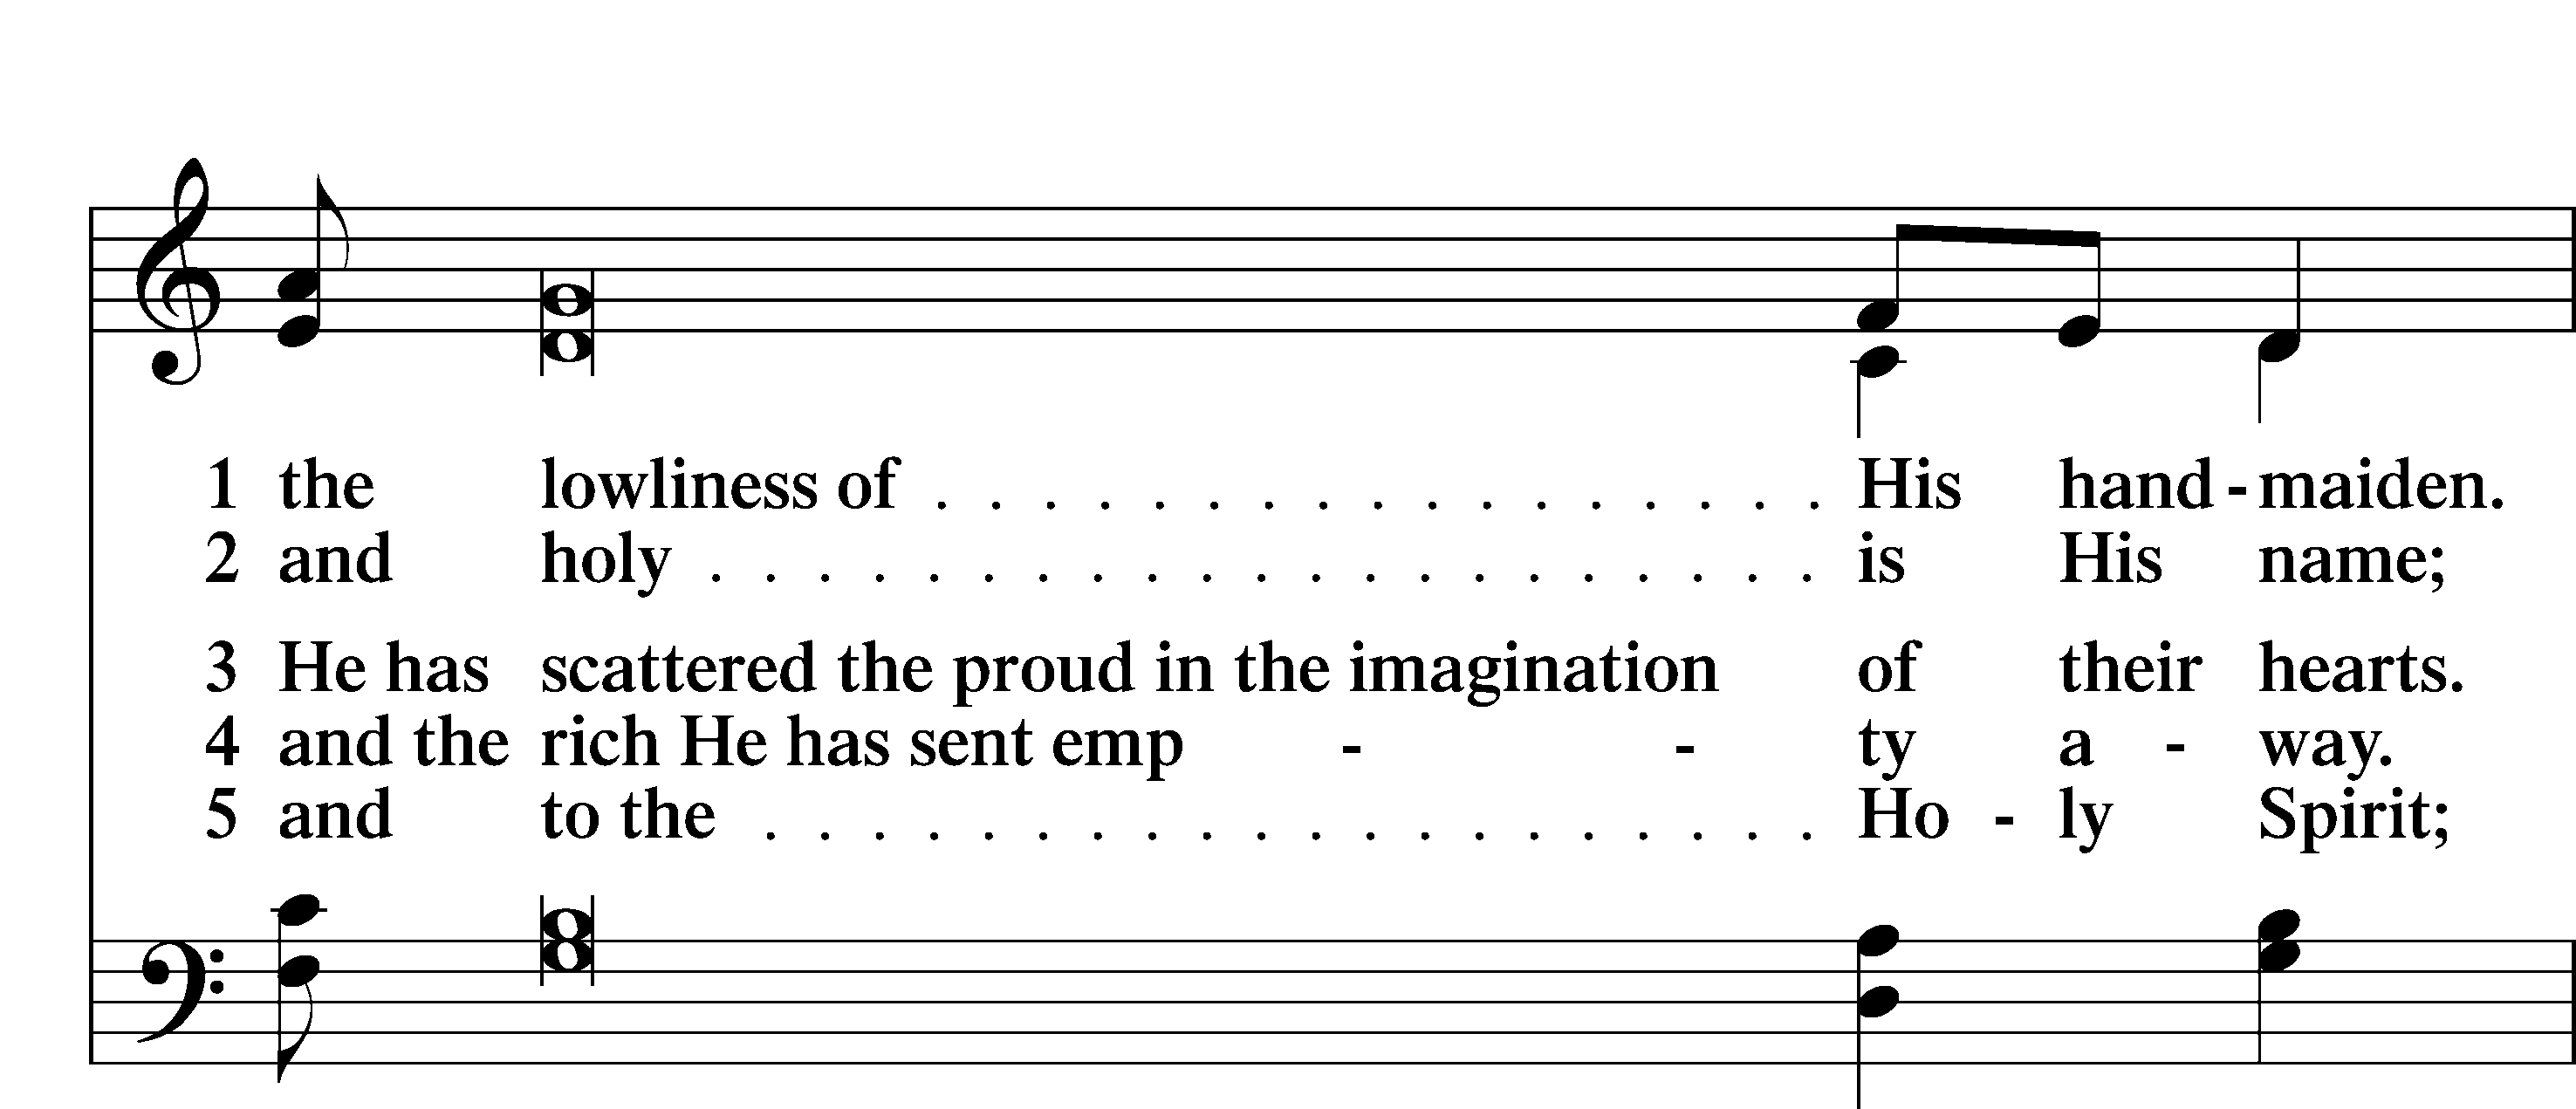 1 the lowliness of . . . . . . . . . . . . . . . . . His hand - maiden.
2 and holy . . . . . . . . . . . . . . . . . . . . . is His name;
3 He has scattered the proud in the imagination of their hearts.
4 and the rich He has sent emp - - ty a - way.
5 and to the . . . . . . . . . . . . . . . . . . . . Ho - ly Spirit;